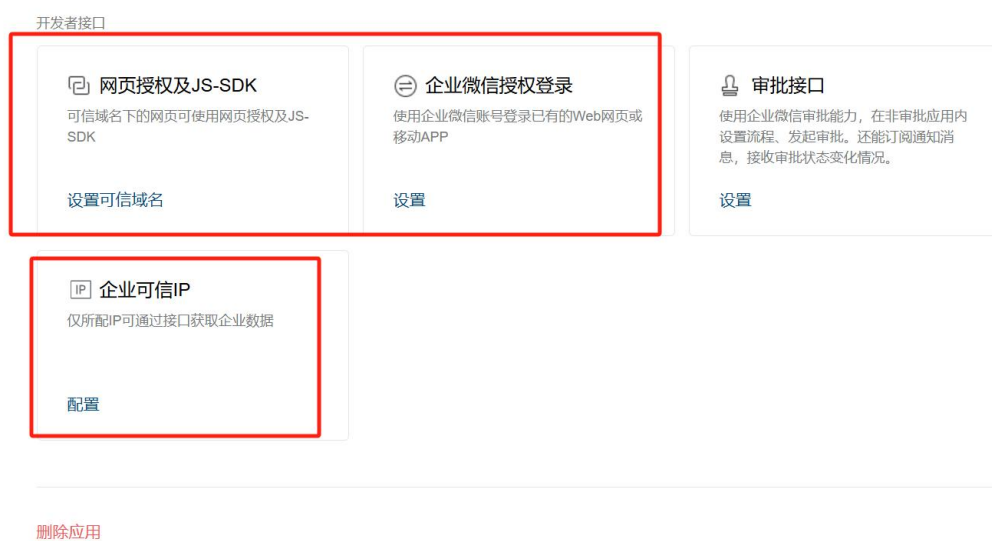 开发者接口
网页授权及JS-SDK
可信域名下的网页可使用网页授权及JS-
SDK
设置可信域名
企业微信授权登录
使用企业微信账号登录已有的Web网页或
移动APP
设置
审批接口
使用企业微信审批能力，在非审批应用内
设置流程、发起审批。还能订阅通知消
息，接收审批状态变化情况。
设置
IP 企业可信IP
仅所配IP可通过接口获取企业数据
配置
删除应用